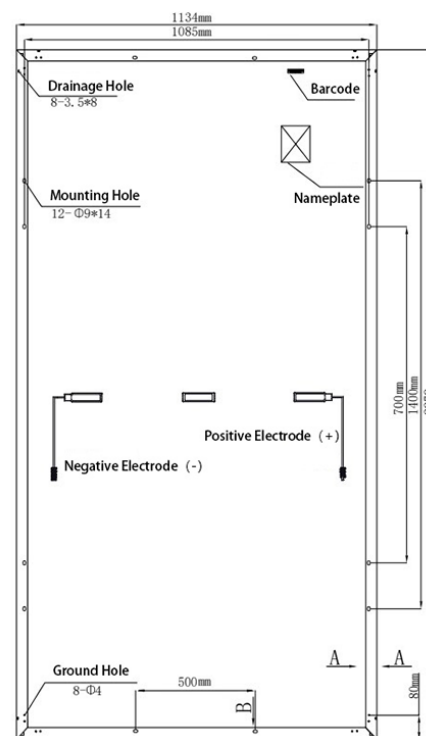 1134mm
1085mm
Drainage Hole
8-3.5*8
Barcode
Mounting Hole
12-Φ9*14
Nameplate
700mm
1400mm
Positive Electrode (+)
Negative Electrode (-)
A A
Ground Hole
8-Φ4
500mm
B
80mm